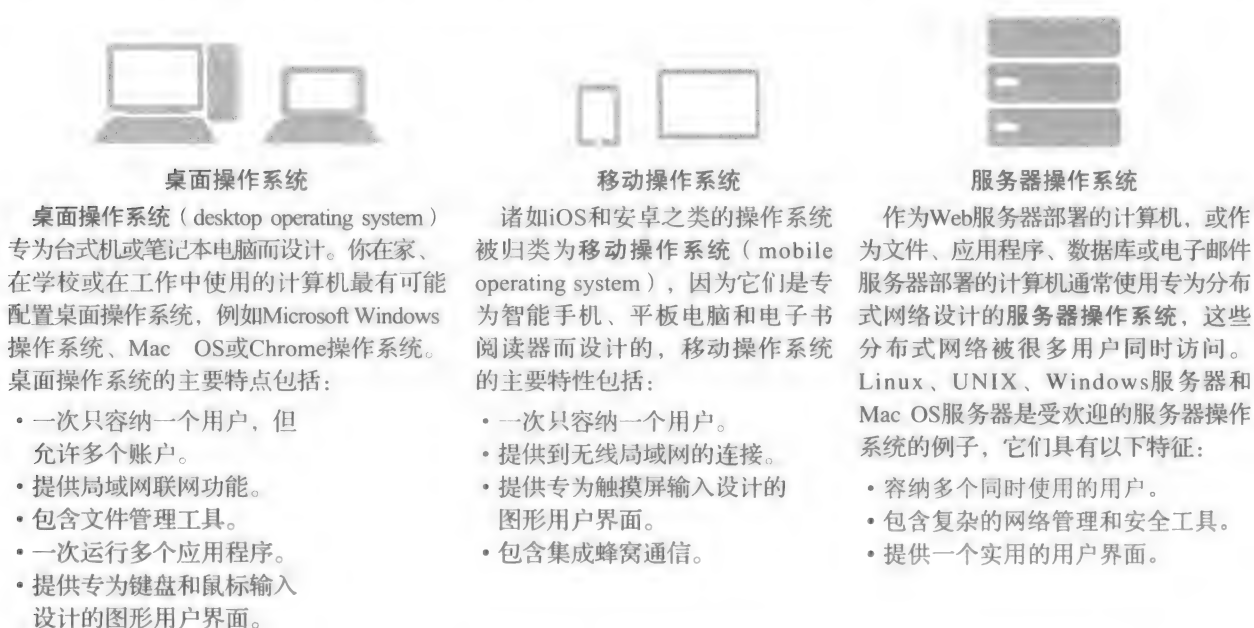 桌面操作系统
桌面操作系统（desktop operating system）
专为台式机或笔记本电脑而设计。你在家、
在学校或在工作中使用的计算机最有可能
配置桌面操作系统，例如Microsoft Windows
操作系统、Mac OS或Chrome操作系统。
桌面操作系统的主要特点包括：
• 一次只容纳一个用户，但
允许多个账户。
• 提供局域网联网功能。
• 包含文件管理工具。
• 一次运行多个应用程序。
• 提供专为键盘和鼠标输入
设计的图形用户界面。
移动操作系统
诸如iOS和安卓之类的操作系统
被归类为移动操作系统（mobile
operating system），因为它们是专
为智能手机、平板电脑和电子书
阅读器而设计的，移动操作系统
的主要特性包括：
• 一次只容纳一个用户。
• 提供到无线局域网的连接。
• 提供专为触摸屏输入设计的
图形用户界面。
• 包含集成蜂窝通信。
服务器操作系统
作为Web服务器部署的计算机，或作
为文件、应用程序、数据库或电子邮件
服务器部署的计算机通常使用专为分布
式网络设计的服务器操作系统，这些
分布式网络被很多用户同时访问。
Linux、UNIX、Windows服务器和
Mac OS服务器是受欢迎的服务器操作
系统的例子，它们具有以下特征：
• 容纳多个同时使用的用户。
• 包含复杂的网络管理和安全工具。
• 提供一个实用的用户界面。